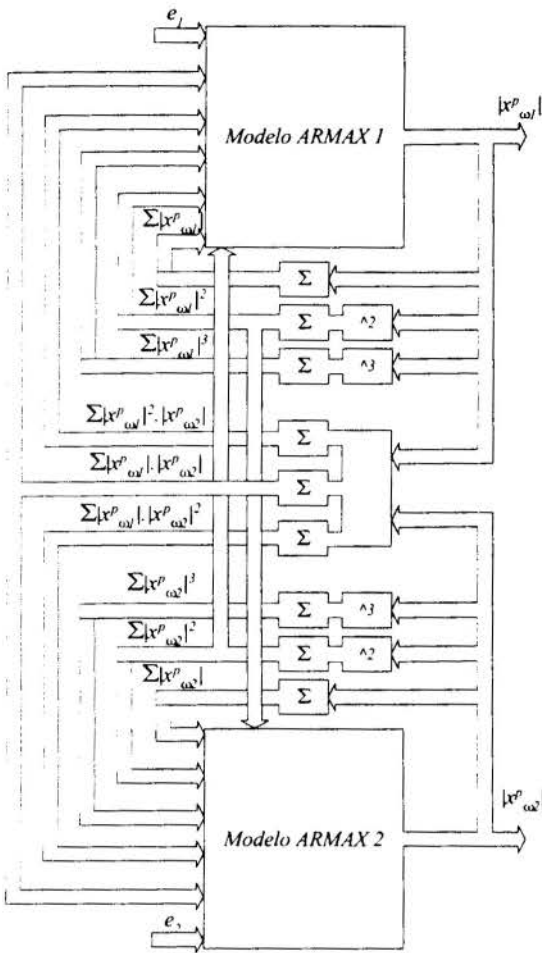 e₁
|xᵖω1|
Modelo ARMAX 1
Σ|xᵖω1|
Σ
Σ|xᵖω1|²
Σ ^2
Σ|xᵖω1|³
Σ ^3
Σ|xᵖω1|².|xᵖω2|
Σ
Σ|xᵖω1|.|xᵖω2|
Σ
Σ|xᵖω1|.|xᵖω2|²
Σ
Σ|xᵖω2|³
Σ ^3
Σ|xᵖω2|²
Σ ^2
Σ|xᵖω2|
Σ
|xᵖω2|
Modelo ARMAX 2
e₂